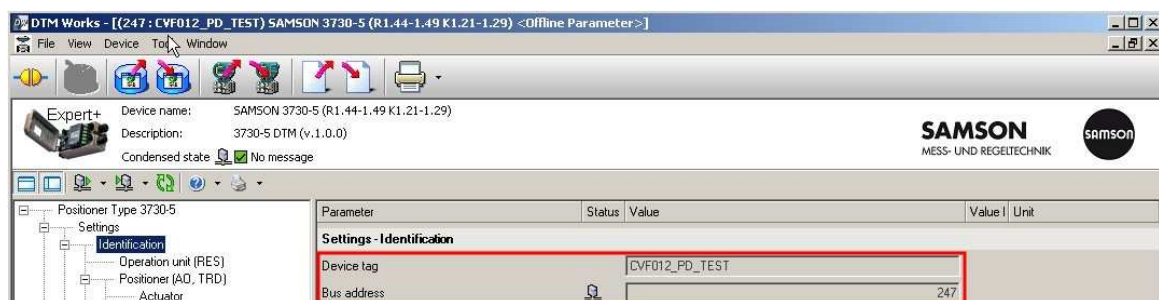 DTM Works - [(247 : CVF012_PD_TEST) SAMSON 3730-5 (R1.44-1.49 K1.21-1.29) <Offline Parameter>]
File View Device Tools Window
Expert+
Device name: SAMSON 3730-5 (R1.44-1.49 K1.21-1.29)
Description: 3730-5 DTM (v.1.0.0)
Condensed state No message
SAMSON
MESS- UND REGELTECHNIK
samson
Positioner Type 3730-5
Settings
Identification
Operation unit (RES)
Positioner (AO, TRD)
Actuator
Parameter Status Value Value I Unit
Settings - Identification
Device tag CVF012_PD_TEST
Bus address 247